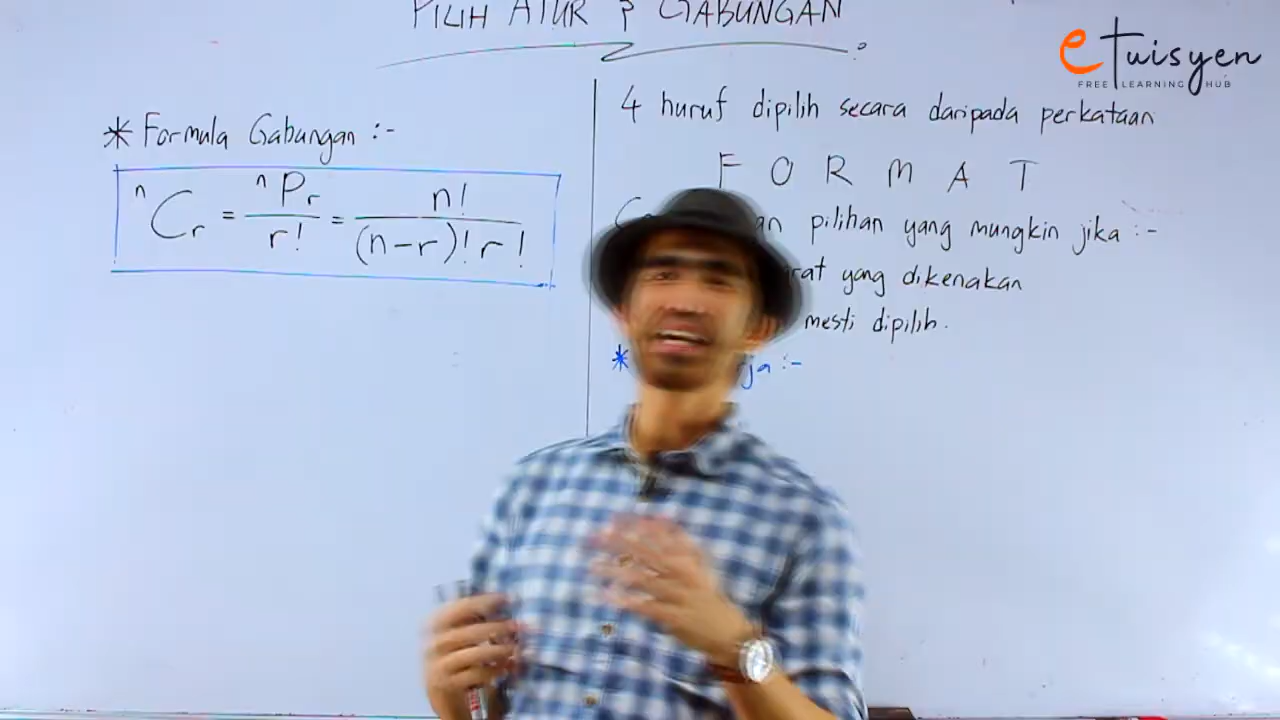 PILIH ATUR & GABUNGAN
eTuisyen
FREE LEARNING HUB
* Formula Gabungan :-
nCr = nPr / r! = n! / (n-r)! r!
4 huruf dipilih secara daripada perkataan
F O R M A T
pilihan yang mungkin jika :-
yang dikenakan
mesti dipilih.
*
:-